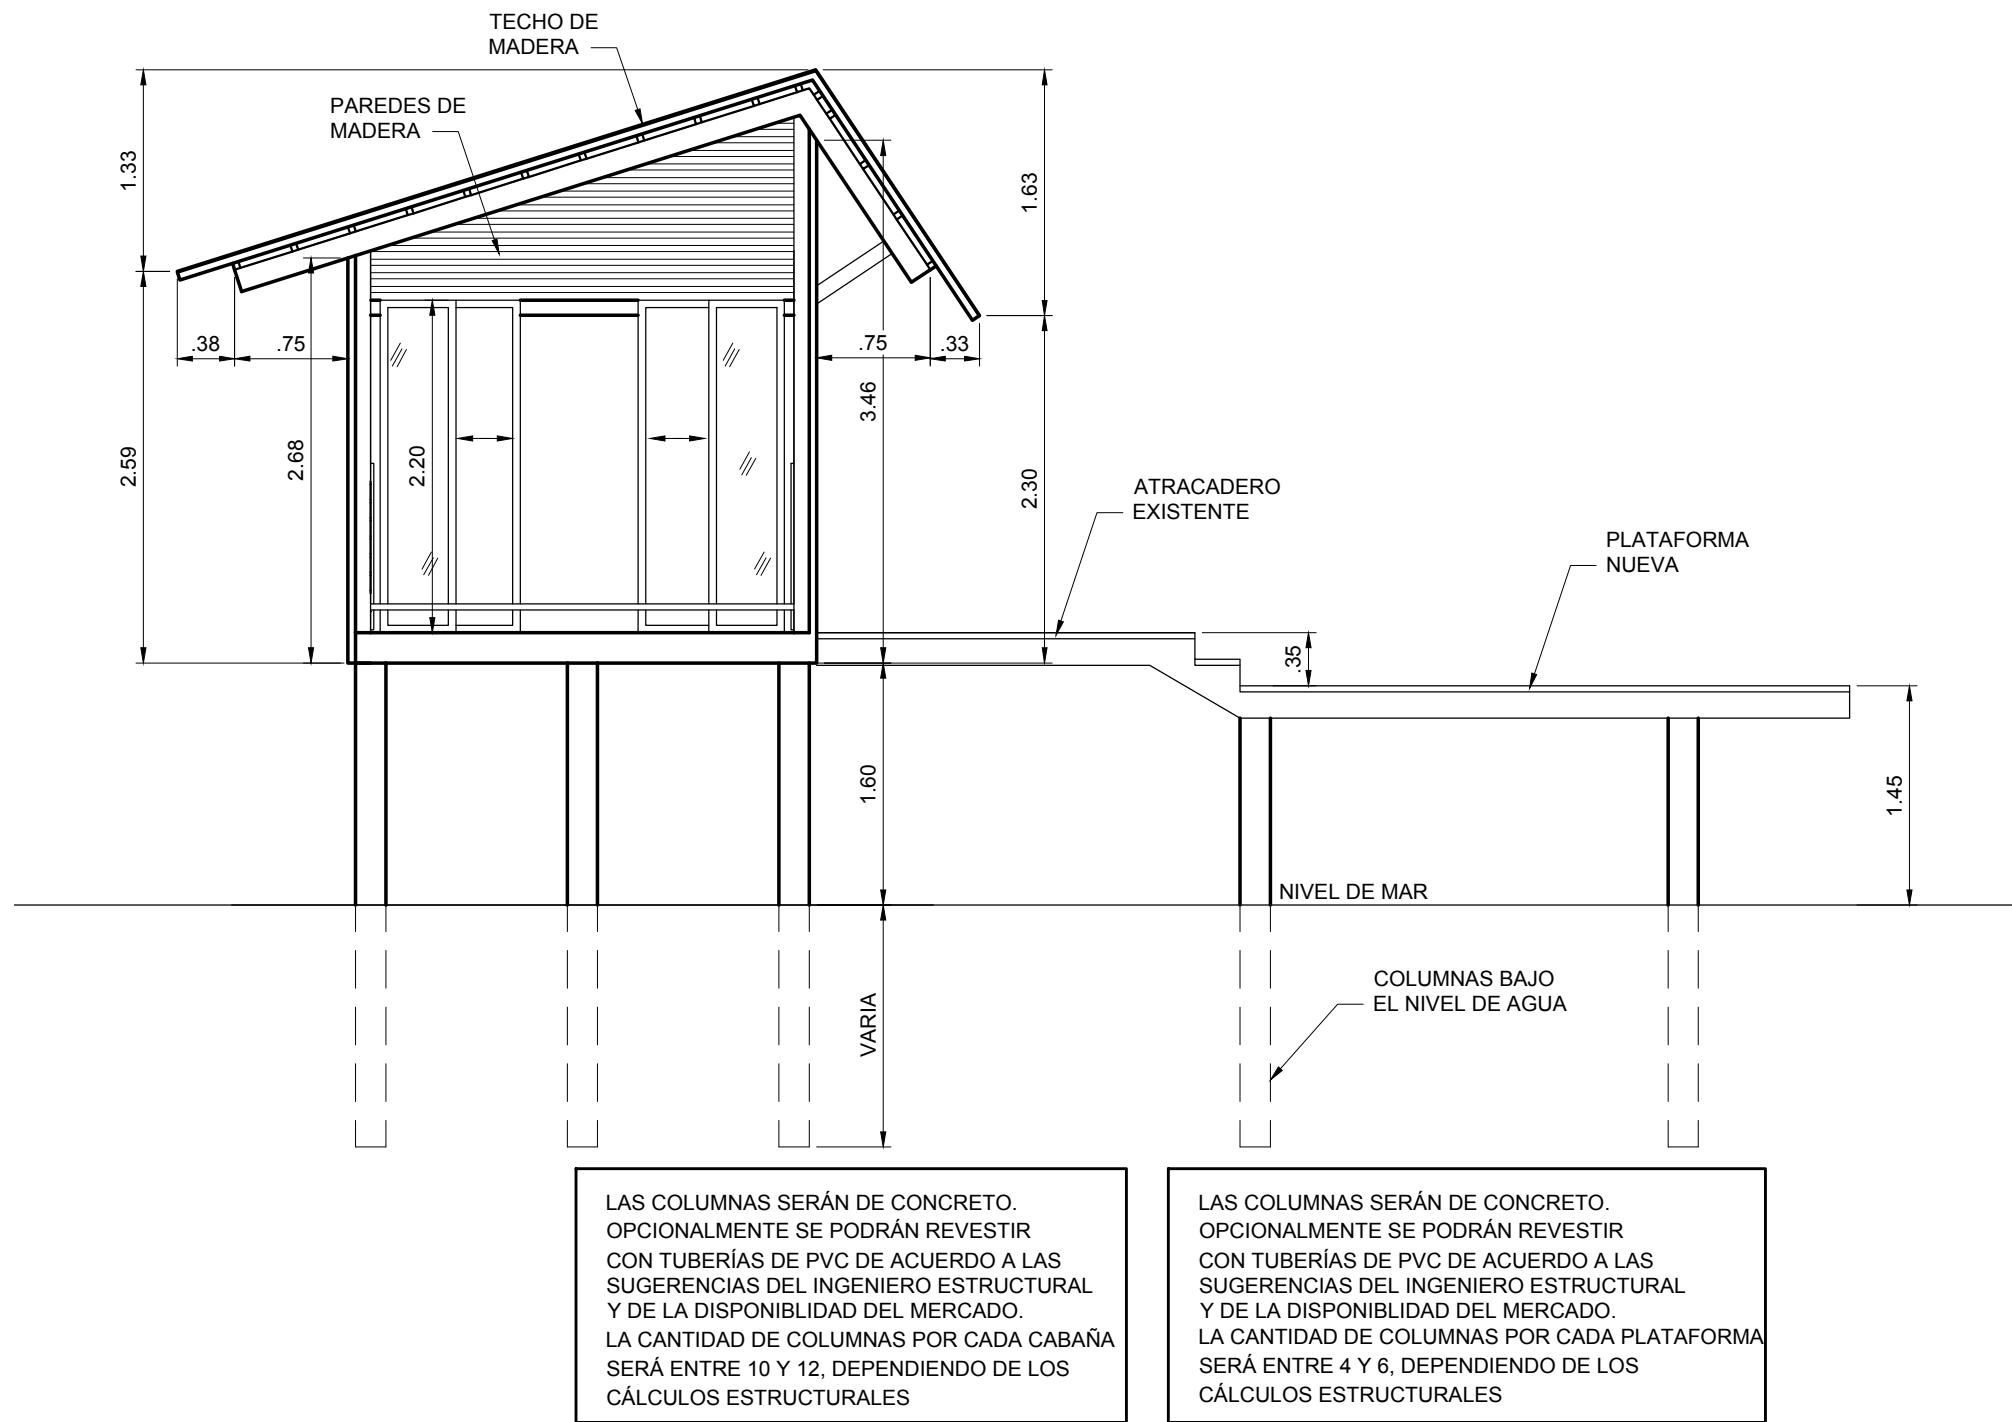 TECHO DE
MADERA
PAREDES DE
MADERA
1.33
1.63
.38
.75
.75
.33
3.46
2.59
2.68
2.20
2.30
ATRACADERO
EXISTENTE
PLATAFORMA
NUEVA
.35
1.60
1.45
NIVEL DE MAR
VARIA
COLUMNAS BAJO
EL NIVEL DE AGUA
LAS COLUMNAS SERÁN DE CONCRETO.
OPCIONALMENTE SE PODRÁN REVESTIR
CON TUBERÍAS DE PVC DE ACUERDO A LAS
SUGERENCIAS DEL INGENIERO ESTRUCTURAL
Y DE LA DISPONIBLIDAD DEL MERCADO.
LA CANTIDAD DE COLUMNAS POR CADA CABAÑA
SERÁ ENTRE 10 Y 12, DEPENDIENDO DE LOS
CÁLCULOS ESTRUCTURALES
LAS COLUMNAS SERÁN DE CONCRETO.
OPCIONALMENTE SE PODRÁN REVESTIR
CON TUBERÍAS DE PVC DE ACUERDO A LAS
SUGERENCIAS DEL INGENIERO ESTRUCTURAL
Y DE LA DISPONIBLIDAD DEL MERCADO.
LA CANTIDAD DE COLUMNAS POR CADA PLATAFORMA
SERÁ ENTRE 4 Y 6, DEPENDIENDO DE LOS
CÁLCULOS ESTRUCTURALES